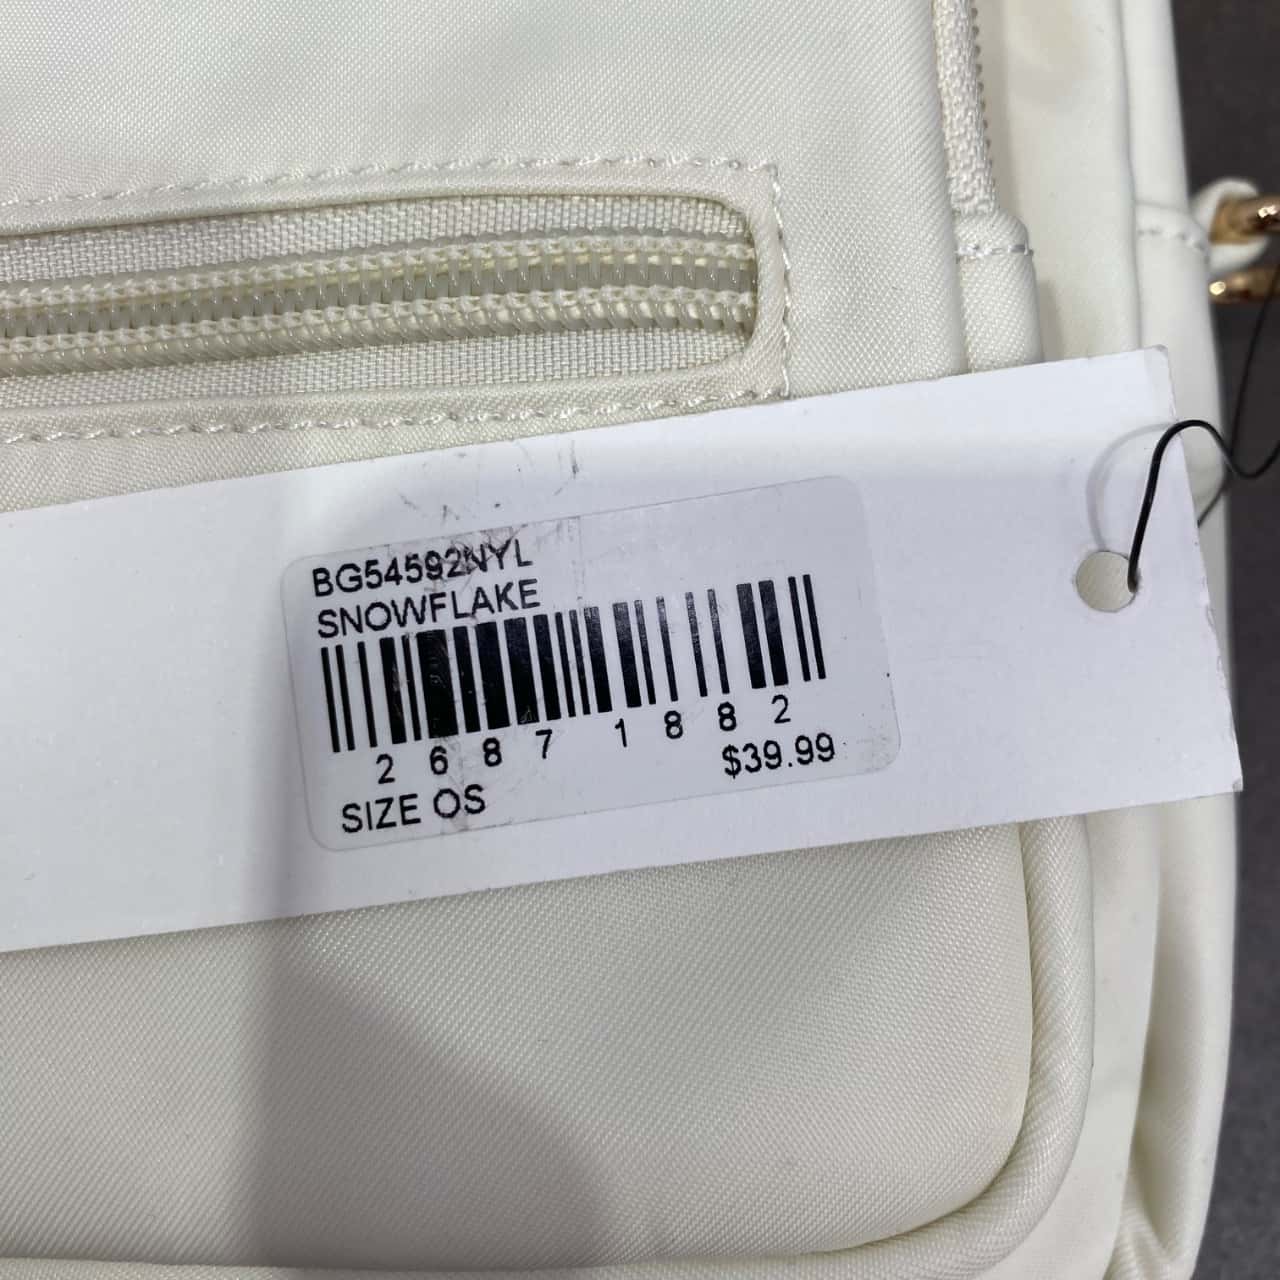 BG54592NYL
SNOWFLAKE
2 6 8 7 1 8 8 2
$39.99
SIZE OS